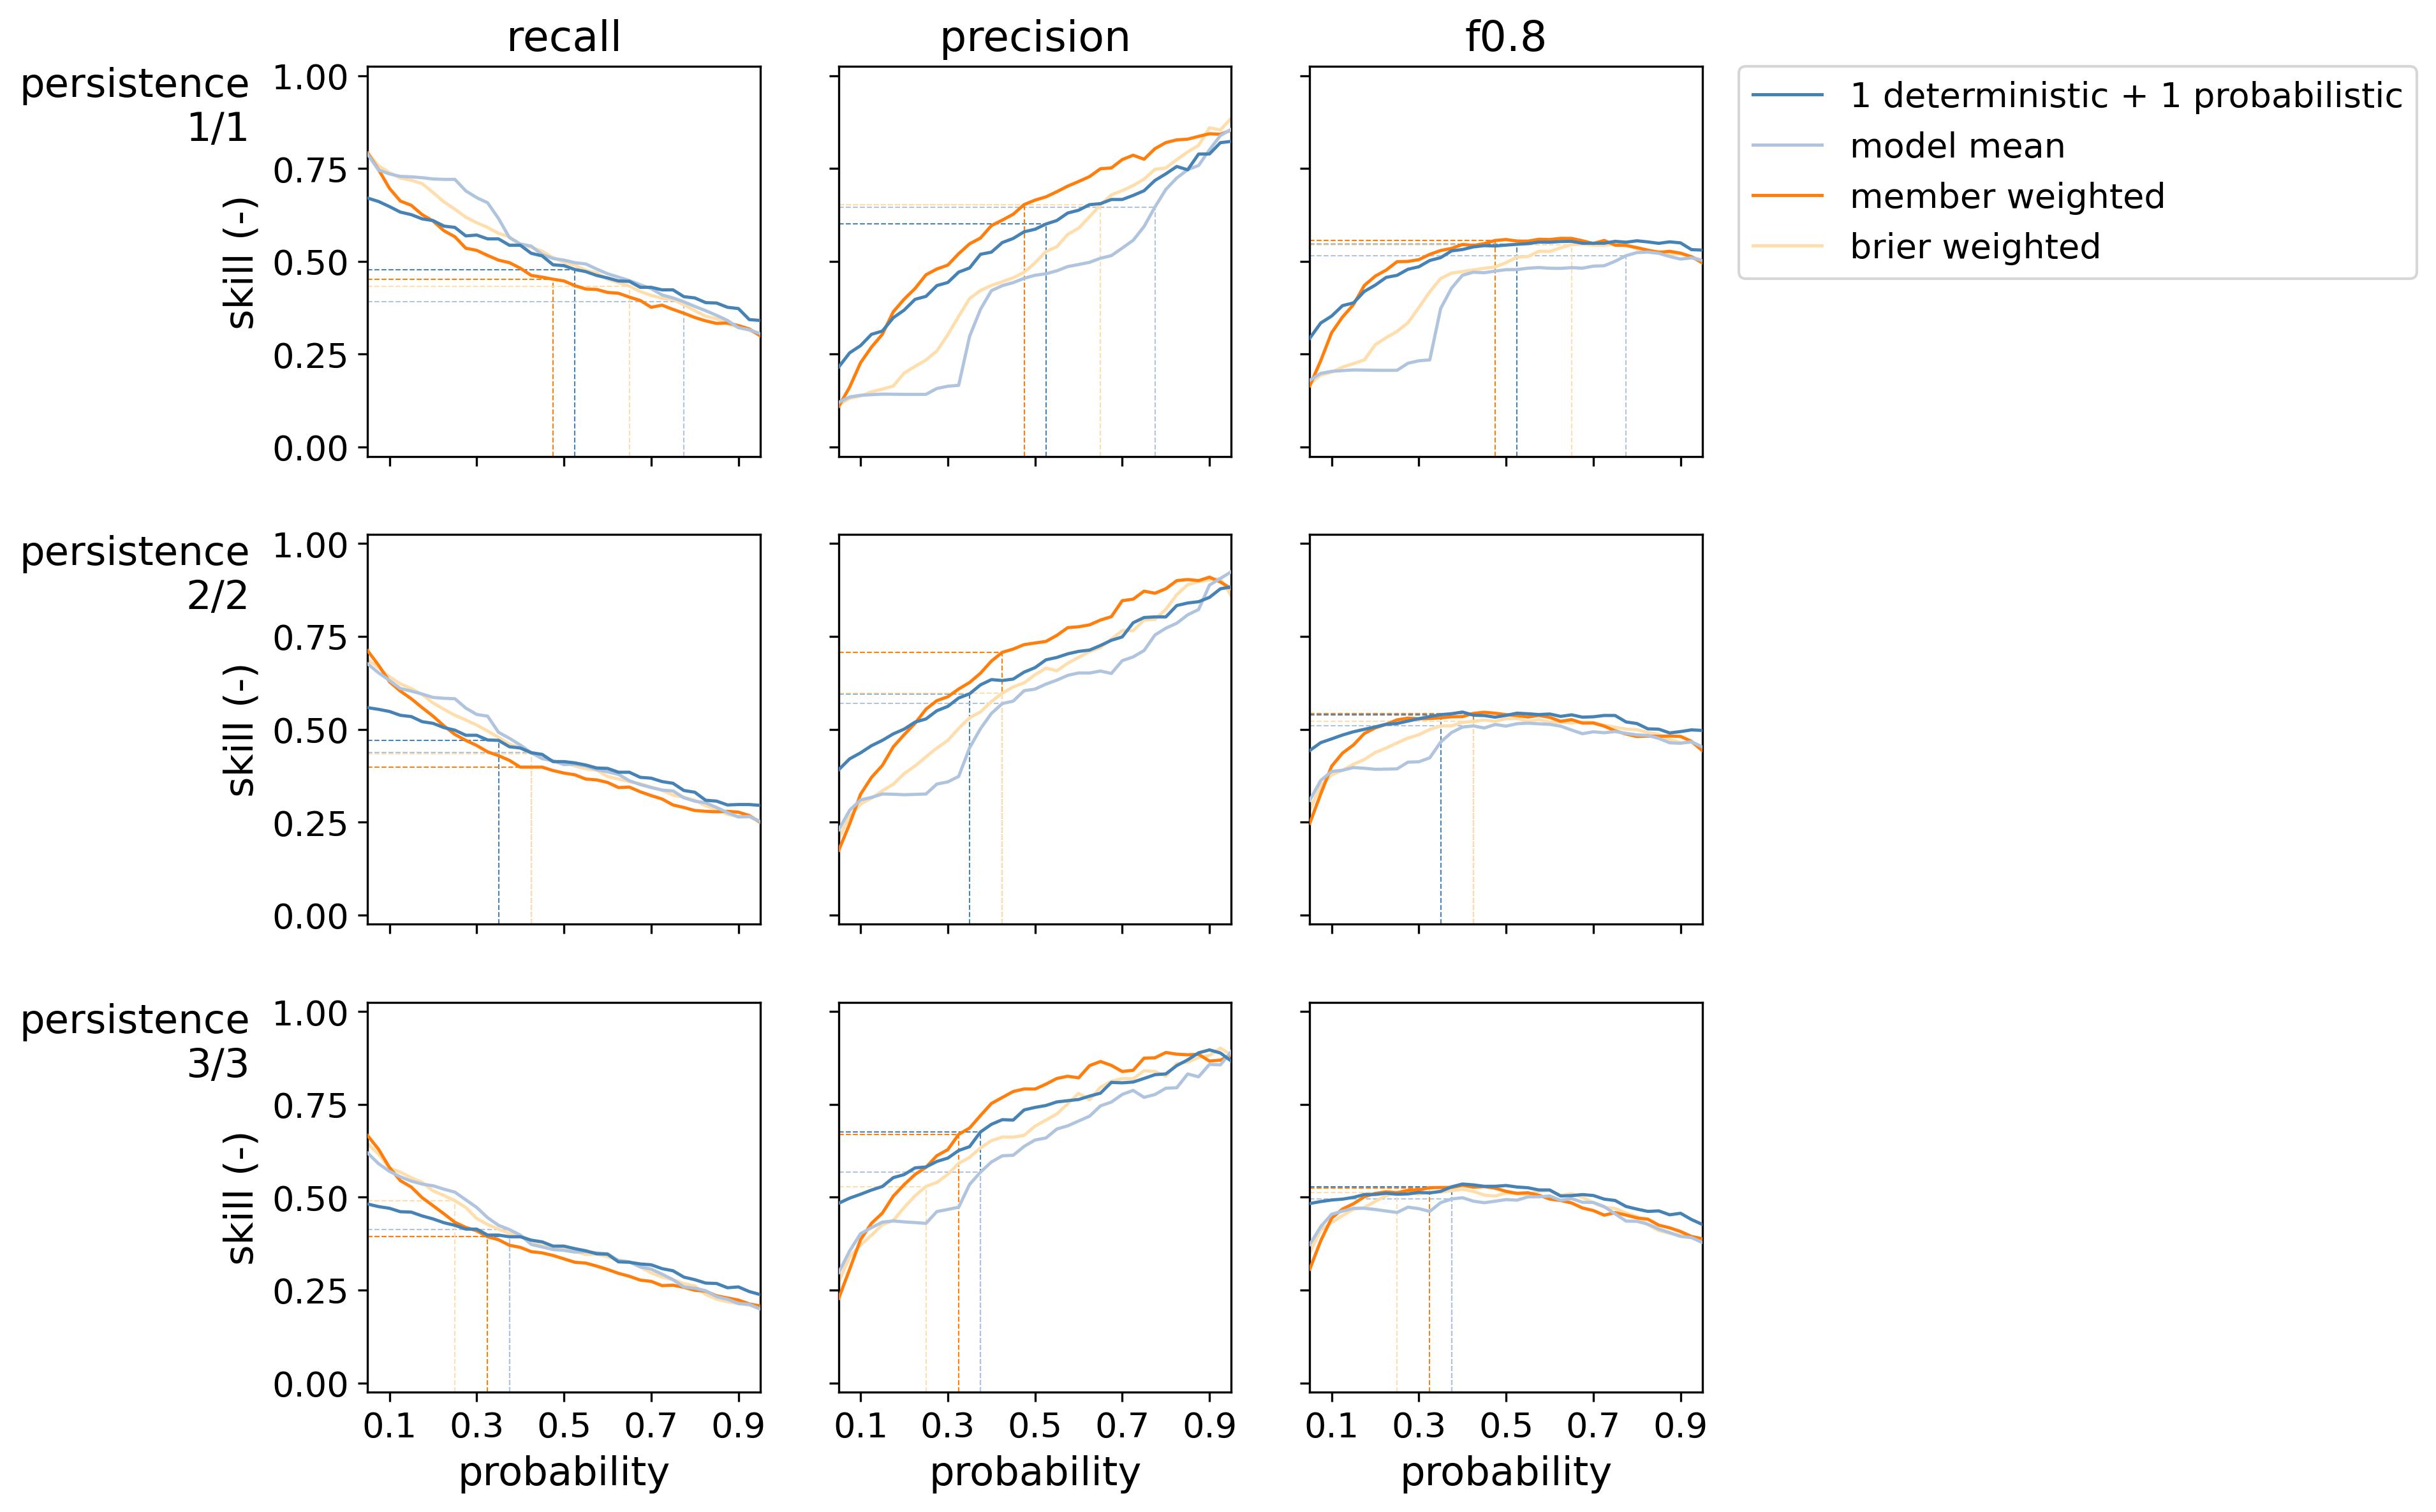 recall
precision
f0.8
persistence
1/1
1.00
0.75
0.50
0.25
0.00
skill (-)
1 deterministic + 1 probabilistic
model mean
member weighted
brier weighted
persistence
2/2
1.00
0.75
0.50
0.25
0.00
skill (-)
persistence
3/3
1.00
0.75
0.50
0.25
0.00
skill (-)
0.1 0.3 0.5 0.7 0.9
0.1 0.3 0.5 0.7 0.9
0.1 0.3 0.5 0.7 0.9
probability
probability
probability